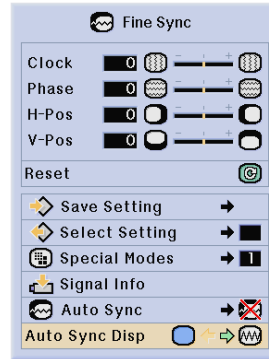 Fine Sync
Clock 0
Phase 0
H-Pos 0
V-Pos 0
Reset
Save Setting
Select Setting
Special Modes 1
Signal Info
Auto Sync
Auto Sync Disp